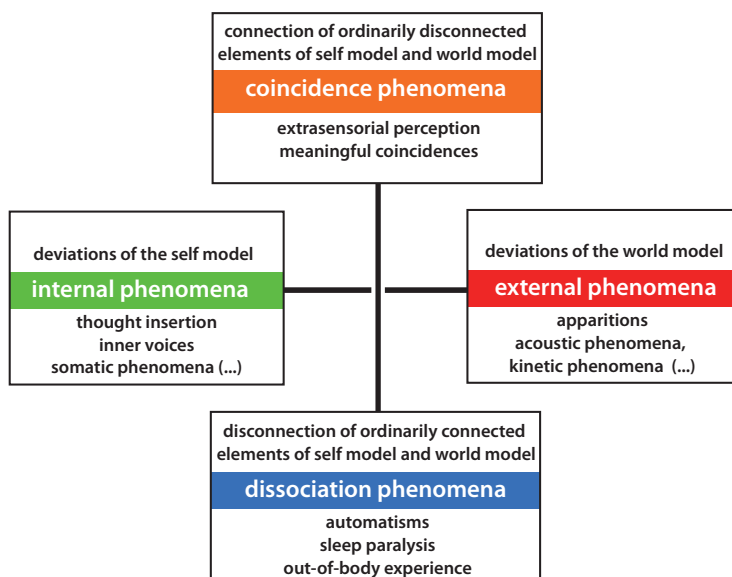 connection of ordinarily disconnected
elements of self model and world model
coincidence phenomena
extrasensorial perception
meaningful coincidences
deviations of the self model
internal phenomena
thought insertion
inner voices
somatic phenomena (...)
deviations of the world model
external phenomena
apparitions
acoustic phenomena,
kinetic phenomena (...)
disconnection of ordinarily connected
elements of self model and world model
dissociation phenomena
automatisms
sleep paralysis
out-of-body experience